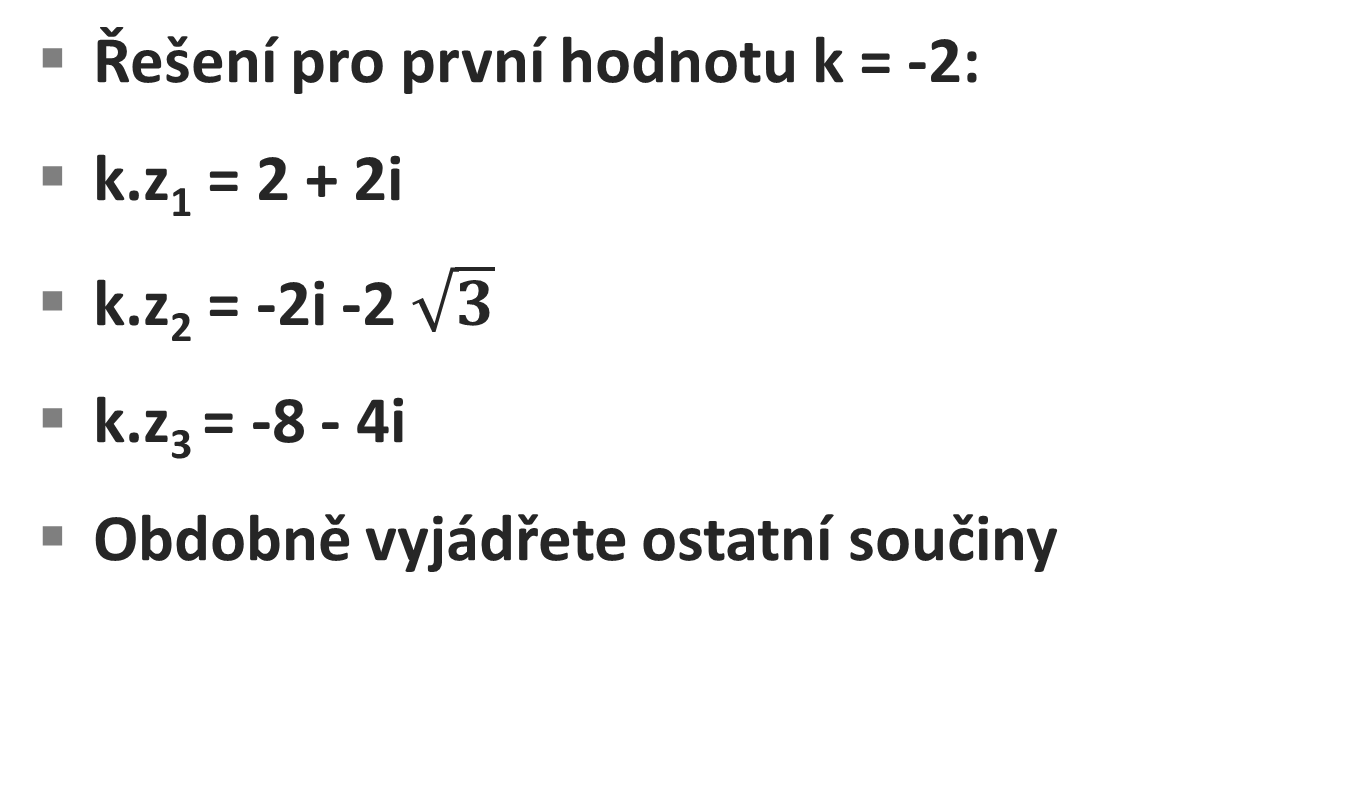 ▪ Řešení pro první hodnotu k = -2:
▪ k.z₁ = 2 + 2i
▪ k.z₂ = -2i -2 √3
▪ k.z₃ = -8 - 4i
▪ Obdobně vyjádřete ostatní součiny